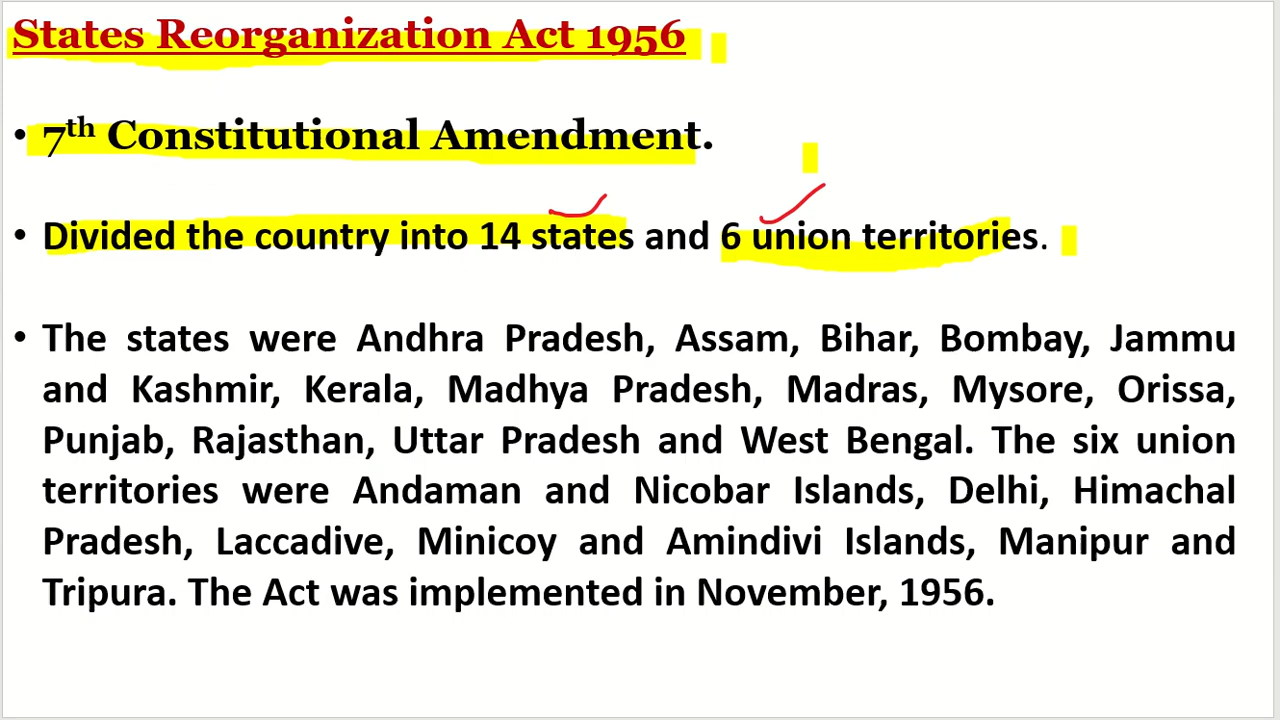 States Reorganization Act 1956
• 7th Constitutional Amendment.
• Divided the country into 14 states and 6 union territories.
• The states were Andhra Pradesh, Assam, Bihar, Bombay, Jammu
and Kashmir, Kerala, Madhya Pradesh, Madras, Mysore, Orissa,
Punjab, Rajasthan, Uttar Pradesh and West Bengal. The six union
territories were Andaman and Nicobar Islands, Delhi, Himachal
Pradesh, Laccadive, Minicoy and Amindivi Islands, Manipur and
Tripura. The Act was implemented in November, 1956.